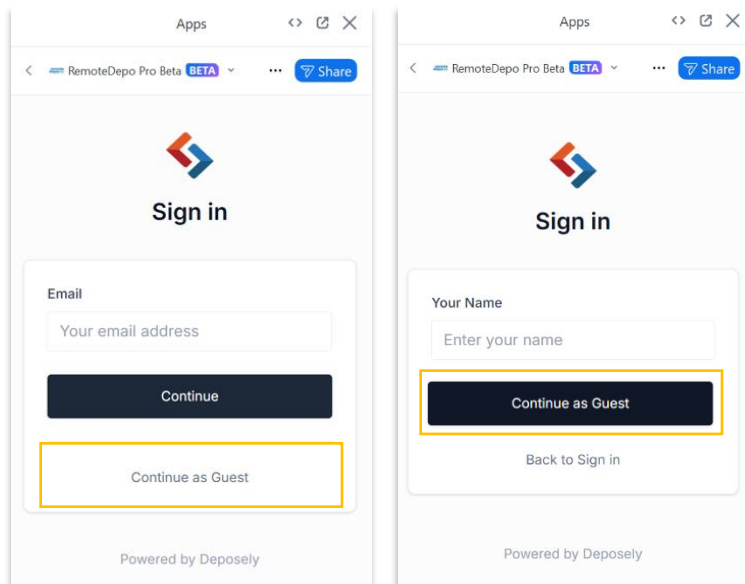 Apps
RemoteDepo Pro Beta BETA
Share
Sign in
Email
Your email address
Continue
Continue as Guest
Powered by Deposely
Apps
RemoteDepo Pro Beta BETA
Share
Sign in
Your Name
Enter your name
Continue as Guest
Back to Sign in
Powered by Deposely